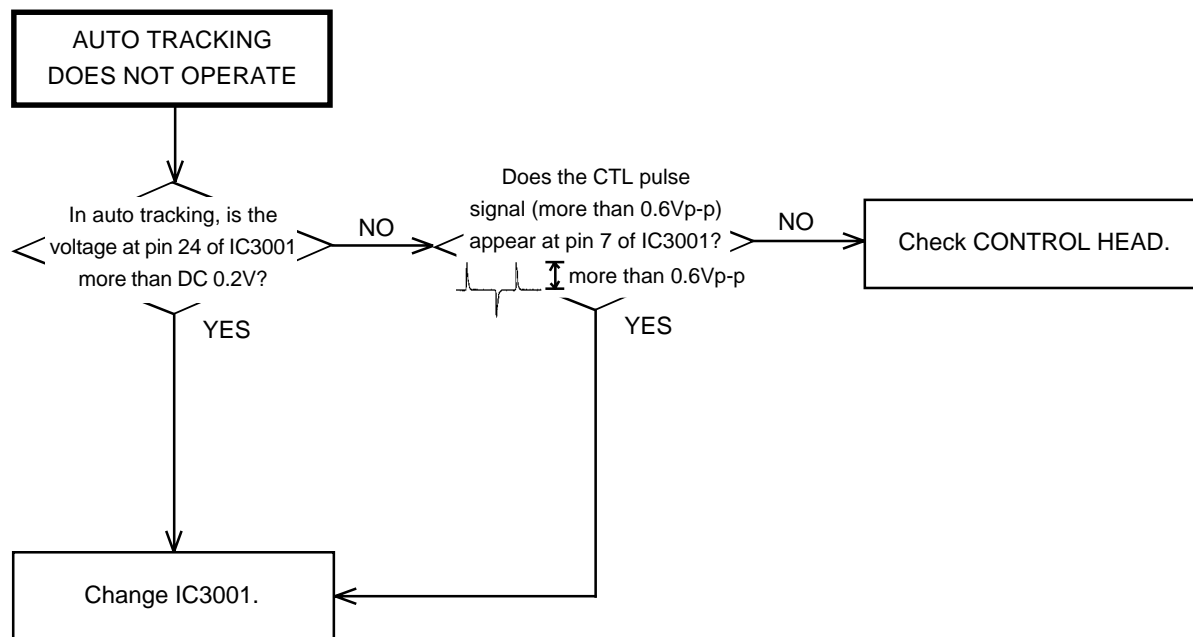 AUTO TRACKING
DOES NOT OPERATE
In auto tracking, is the
voltage at pin 24 of IC3001
more than DC 0.2V?
NO
YES
Does the CTL pulse
signal (more than 0.6Vp-p)
appear at pin 7 of IC3001?
more than 0.6Vp-p
NO
YES
Check CONTROL HEAD.
Change IC3001.